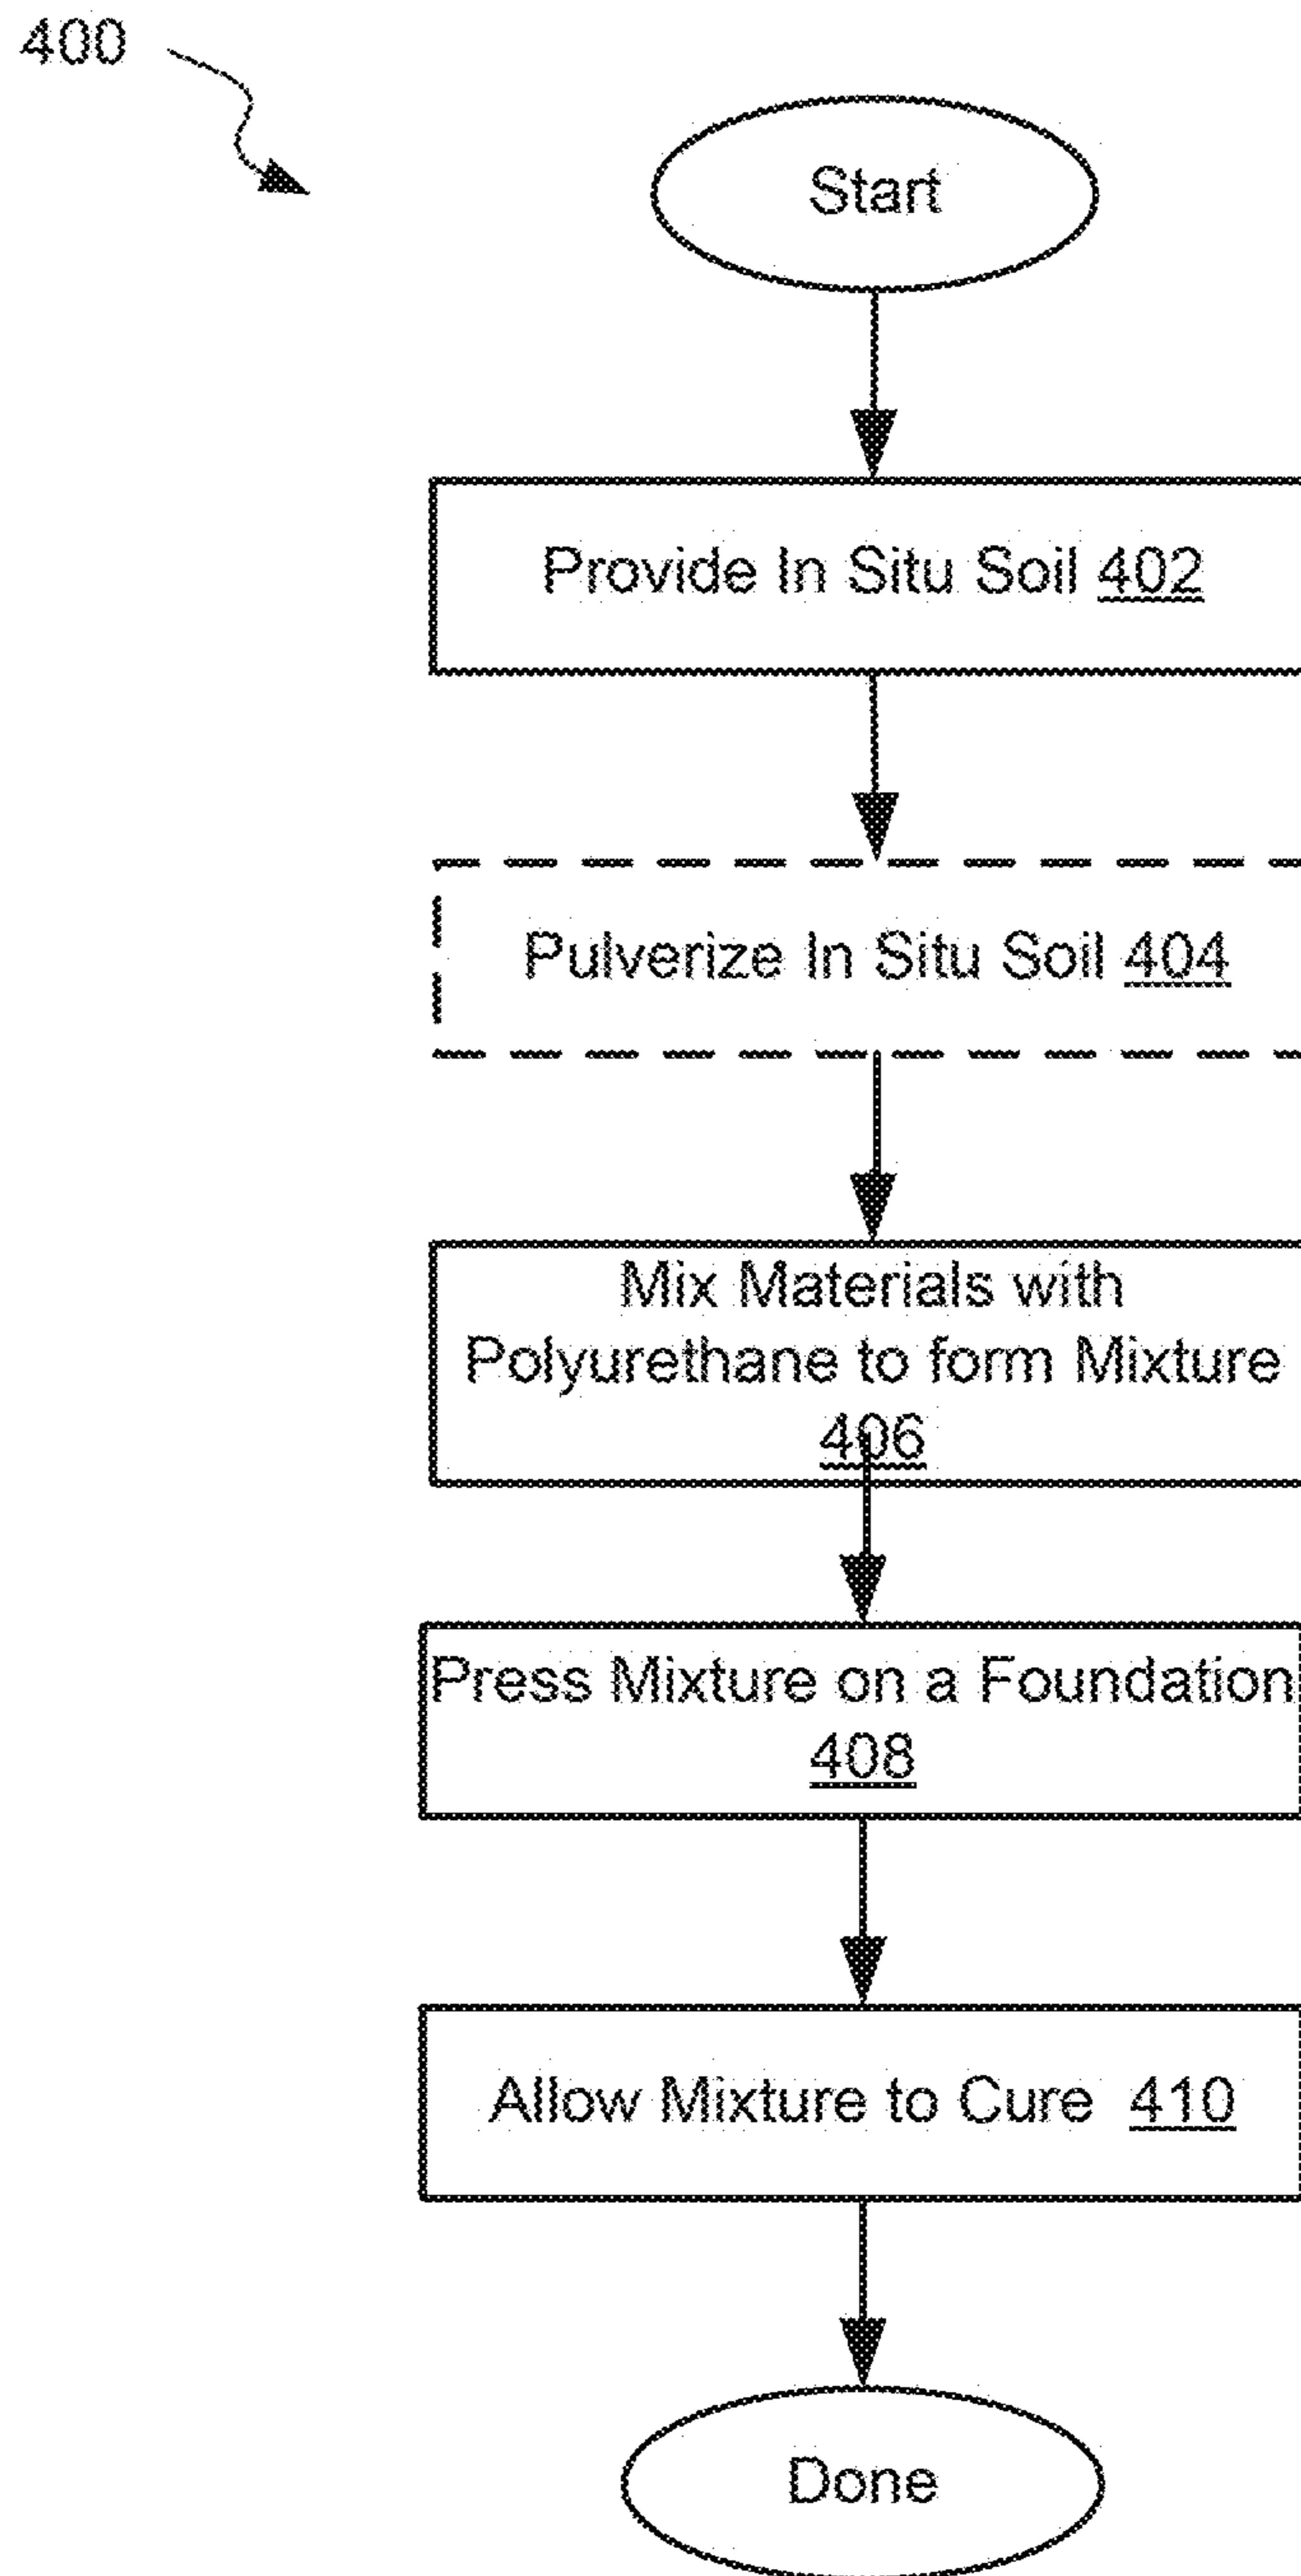 400
Start
Provide In Situ Soil 402
Pulverize In Situ Soil 404
Mix Materials with
Polyurethane to form Mixture
406
Press Mixture on a Foundation
408
Allow Mixture to Cure 410
Done